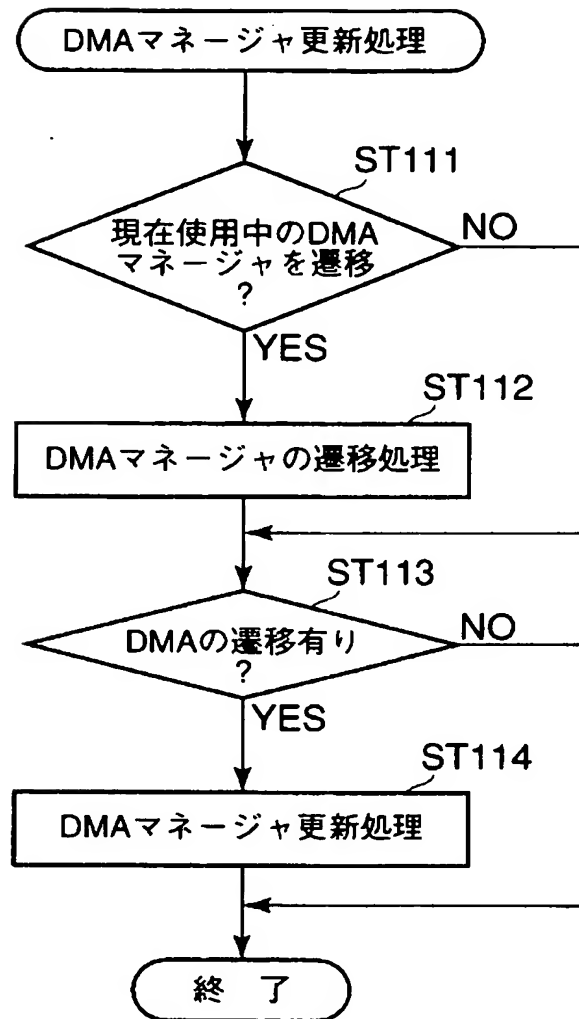 DMAマネージャ更新処理
ST111
現在使用中のDMA
マネージャを遷移
?
NO
YES
ST112
DMAマネージャの遷移処理
ST113
DMAの遷移有り
?
NO
YES
ST114
DMAマネージャ更新処理
終 了